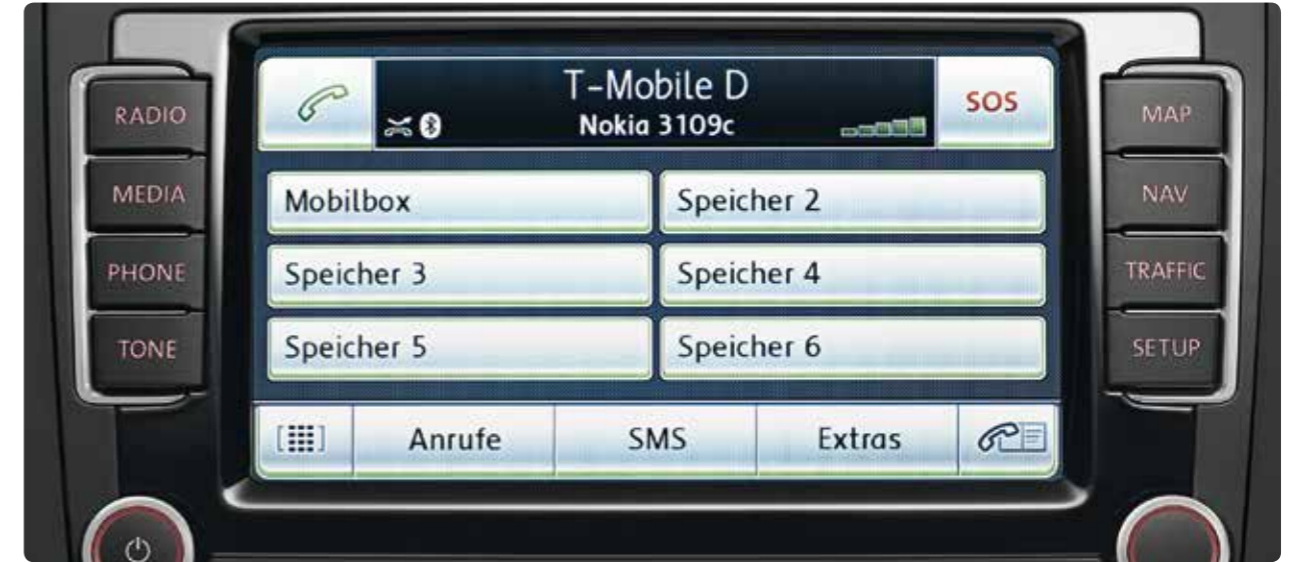 T-Mobile D
SOS
Nokia 3109c
RADIO
MEDIA
PHONE
TONE
Mobilbox
Speicher 2
Speicher 3
Speicher 4
Speicher 5
Speicher 6
Anrufe
SMS
Extras
MAP
NAV
TRAFFIC
SETUP